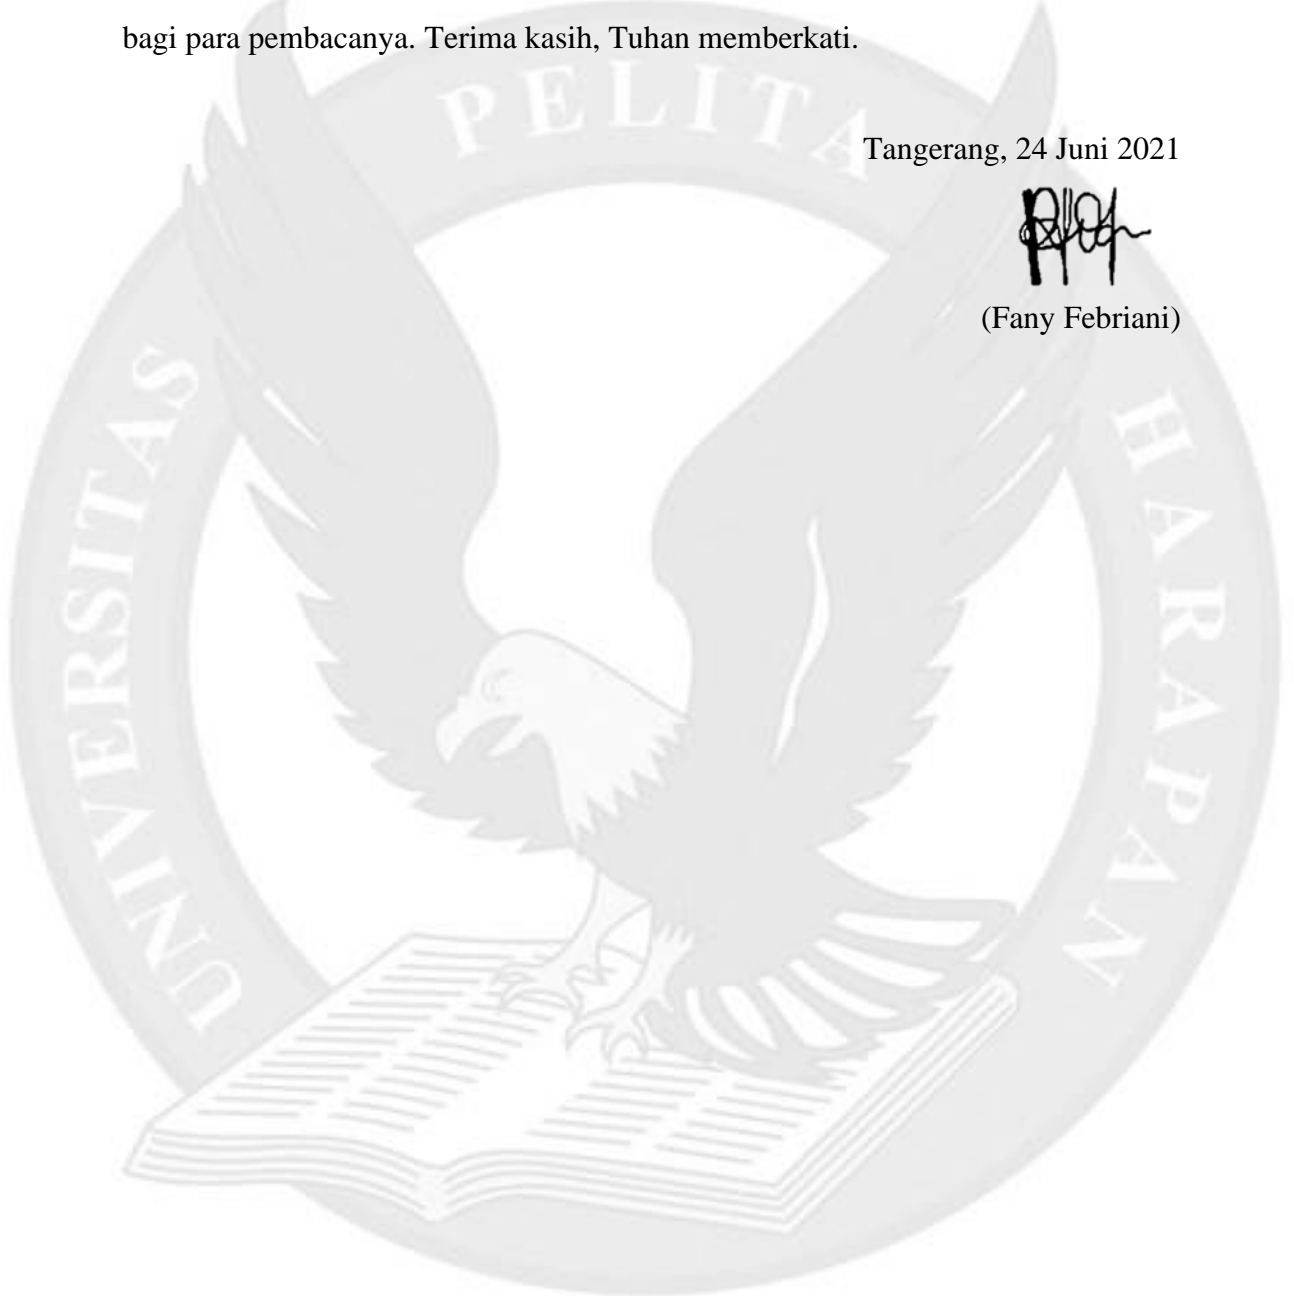 bagi para pembacanya. Terima kasih, Tuhan memberkati.
Tangerang, 24 Juni 2021
(Fany Febriani)
UNIVERSITAS PELITA HARAPAN